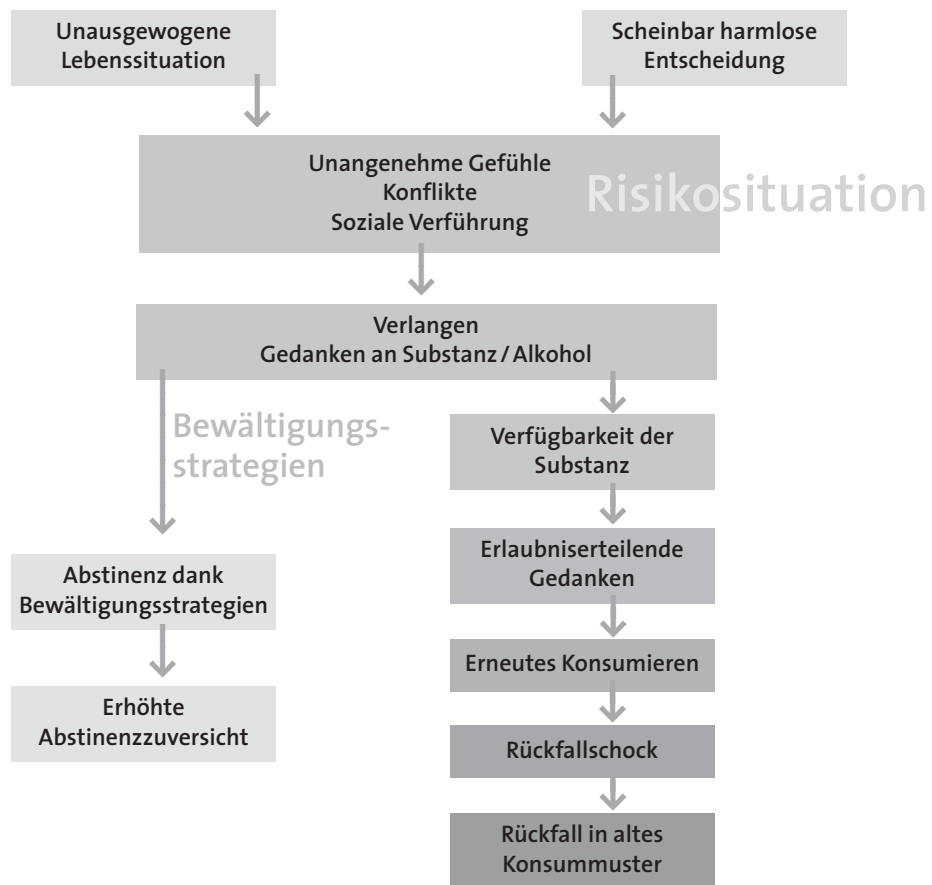 Unausgewogene
Lebenssituation
Scheinbar harmlose
Entscheidung
Unangenehme Gefühle
Konflikte
Soziale Verführung
Risikosituation
Verlangen
Gedanken an Substanz / Alkohol
Bewältigungs-
strategien
Verfügbarkeit der
Substanz
Erlaubniserteilende
Gedanken
Abstinenz dank
Bewältigungsstrategien
Erneutes Konsumieren
Erhöhte
Abstinenzzuversicht
Rückfallschock
Rückfall in altes
Konsummuster